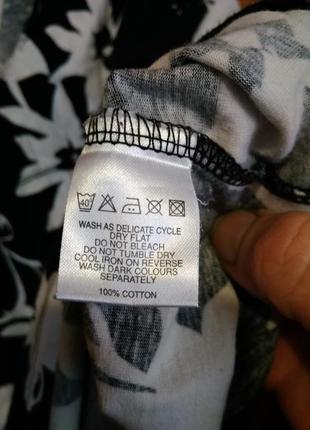 40°
WASH AS DELICATE CYCLE
DRY FLAT
DO NOT BLEACH
DO NOT TUMBLE DRY
COOL IRON ON REVERSE
WASH DARK COLOURS
SEPARATELY
100% COTTON